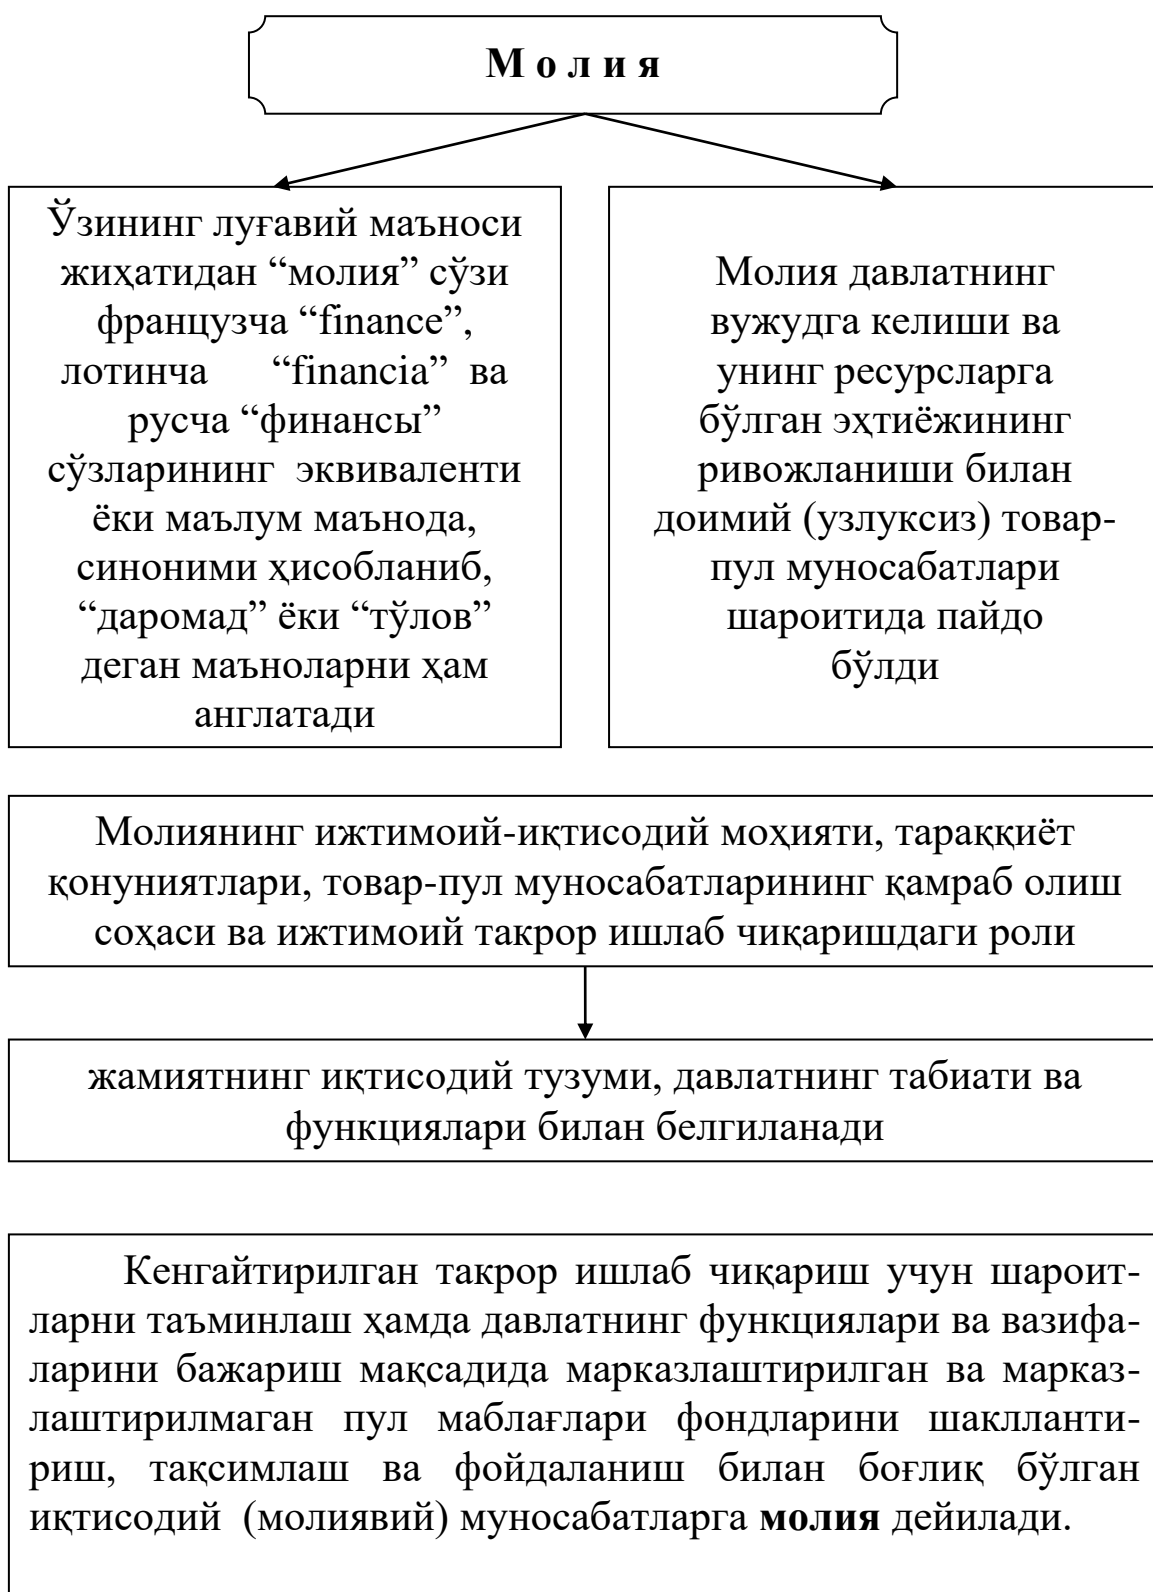 М о л и я
Ўзининг луғавий маъноси
жиҳатидан “молия” сўзи
французча “finance”,
лотинча “financia” ва
русча “финансы”
сўзларининг эквиваленти
ёки маълум маънода,
синоними ҳисобланиб,
“даромад” ёки “тўлов”
деган маъноларни ҳам
англатади
Молия давлатнинг
вужудга келиши ва
унинг ресурсларга
бўлган эҳтиёжининг
ривожланиши билан
доимий (узлуксиз) товар-
пул муносабатлари
шароитида пайдо
бўлди
Молиянинг ижтимоий-иқтисодий моҳияти, тараққиёт
қонуниятлари, товар-пул муносабатларининг қамраб олиш
соҳаси ва ижтимоий такрор ишлаб чиқаришдаги роли
жамиятнинг иқтисодий тузуми, давлатнинг табиати ва
функциялари билан белгиланади
Кенгайтирилган такрор ишлаб чиқариш учун шароит-
ларни таъминлаш ҳамда давлатнинг функциялари ва вазифа-
ларини бажариш мақсадида марказлаштирилган ва марказ-
лаштирилмаган пул маблағлари фондларини шакллaнти-
риш, тақсимлаш ва фойдаланиш билан боғлиқ бўлган
иқтисодий (молиявий) муносабатларга молия дейилади.